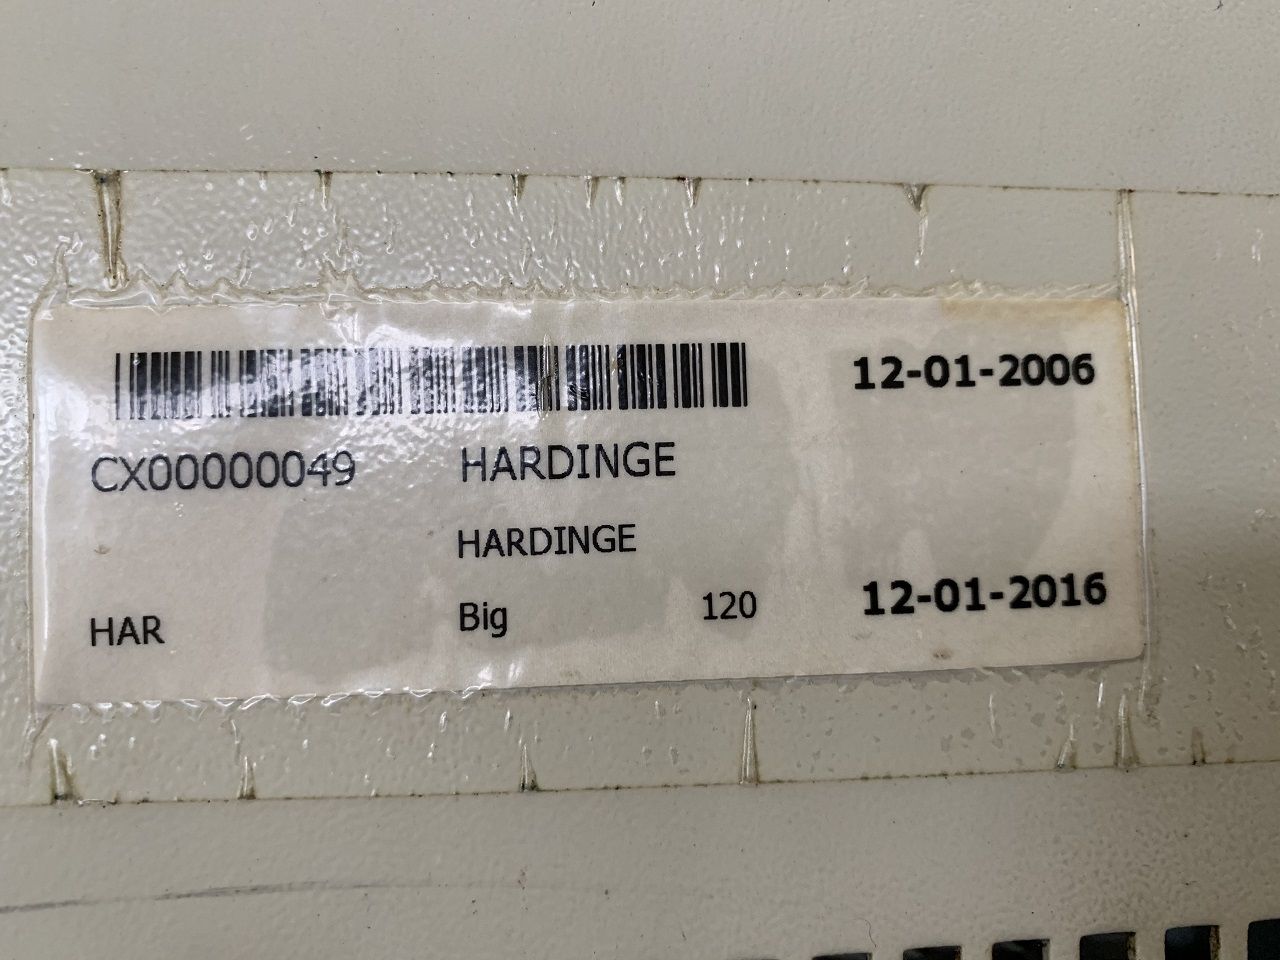 12-01-2006
CX00000049 HARDINGE
HARDINGE
HAR Big 120 12-01-2016